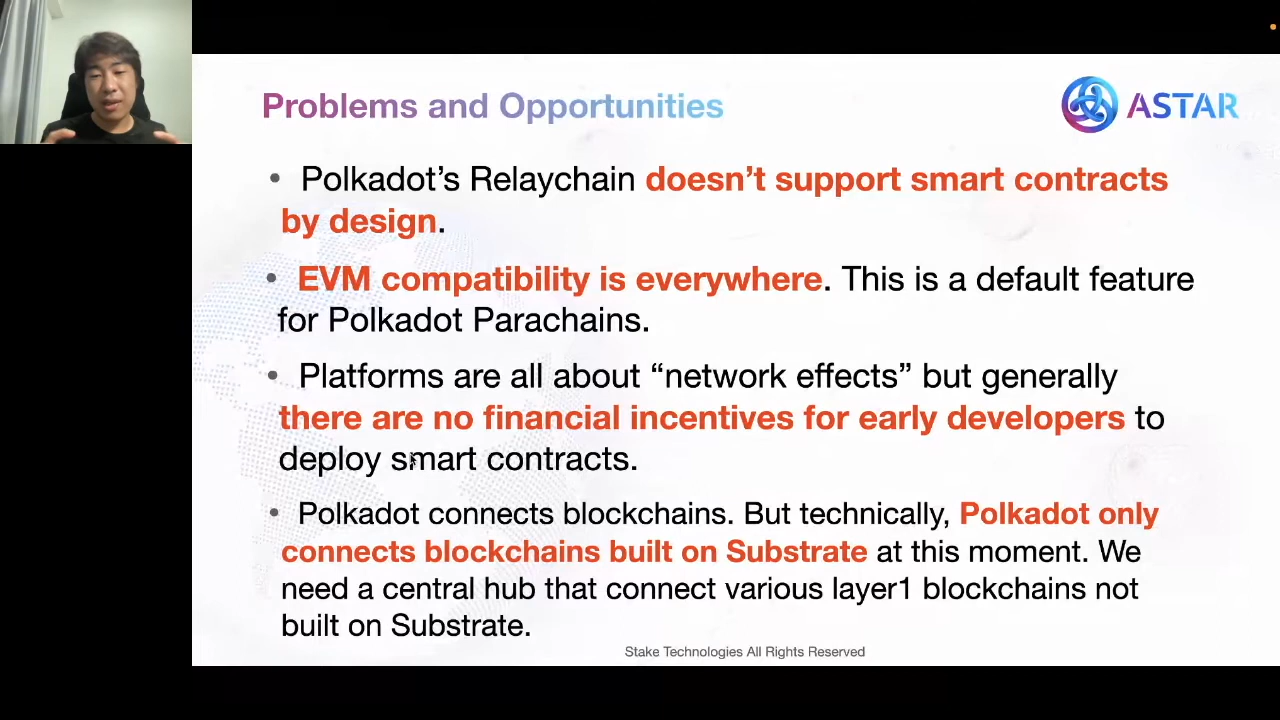 Problems and Opportunities
ASTAR
• Polkadot’s Relaychain doesn’t support smart contracts
by design.
• EVM compatibility is everywhere. This is a default feature
for Polkadot Parachains.
• Platforms are all about “network effects” but generally
there are no financial incentives for early developers to
deploy smart contracts.
• Polkadot connects blockchains. But technically, Polkadot only
connects blockchains built on Substrate at this moment. We
need a central hub that connect various layer1 blockchains not
built on Substrate.
Stake Technologies All Rights Reserved